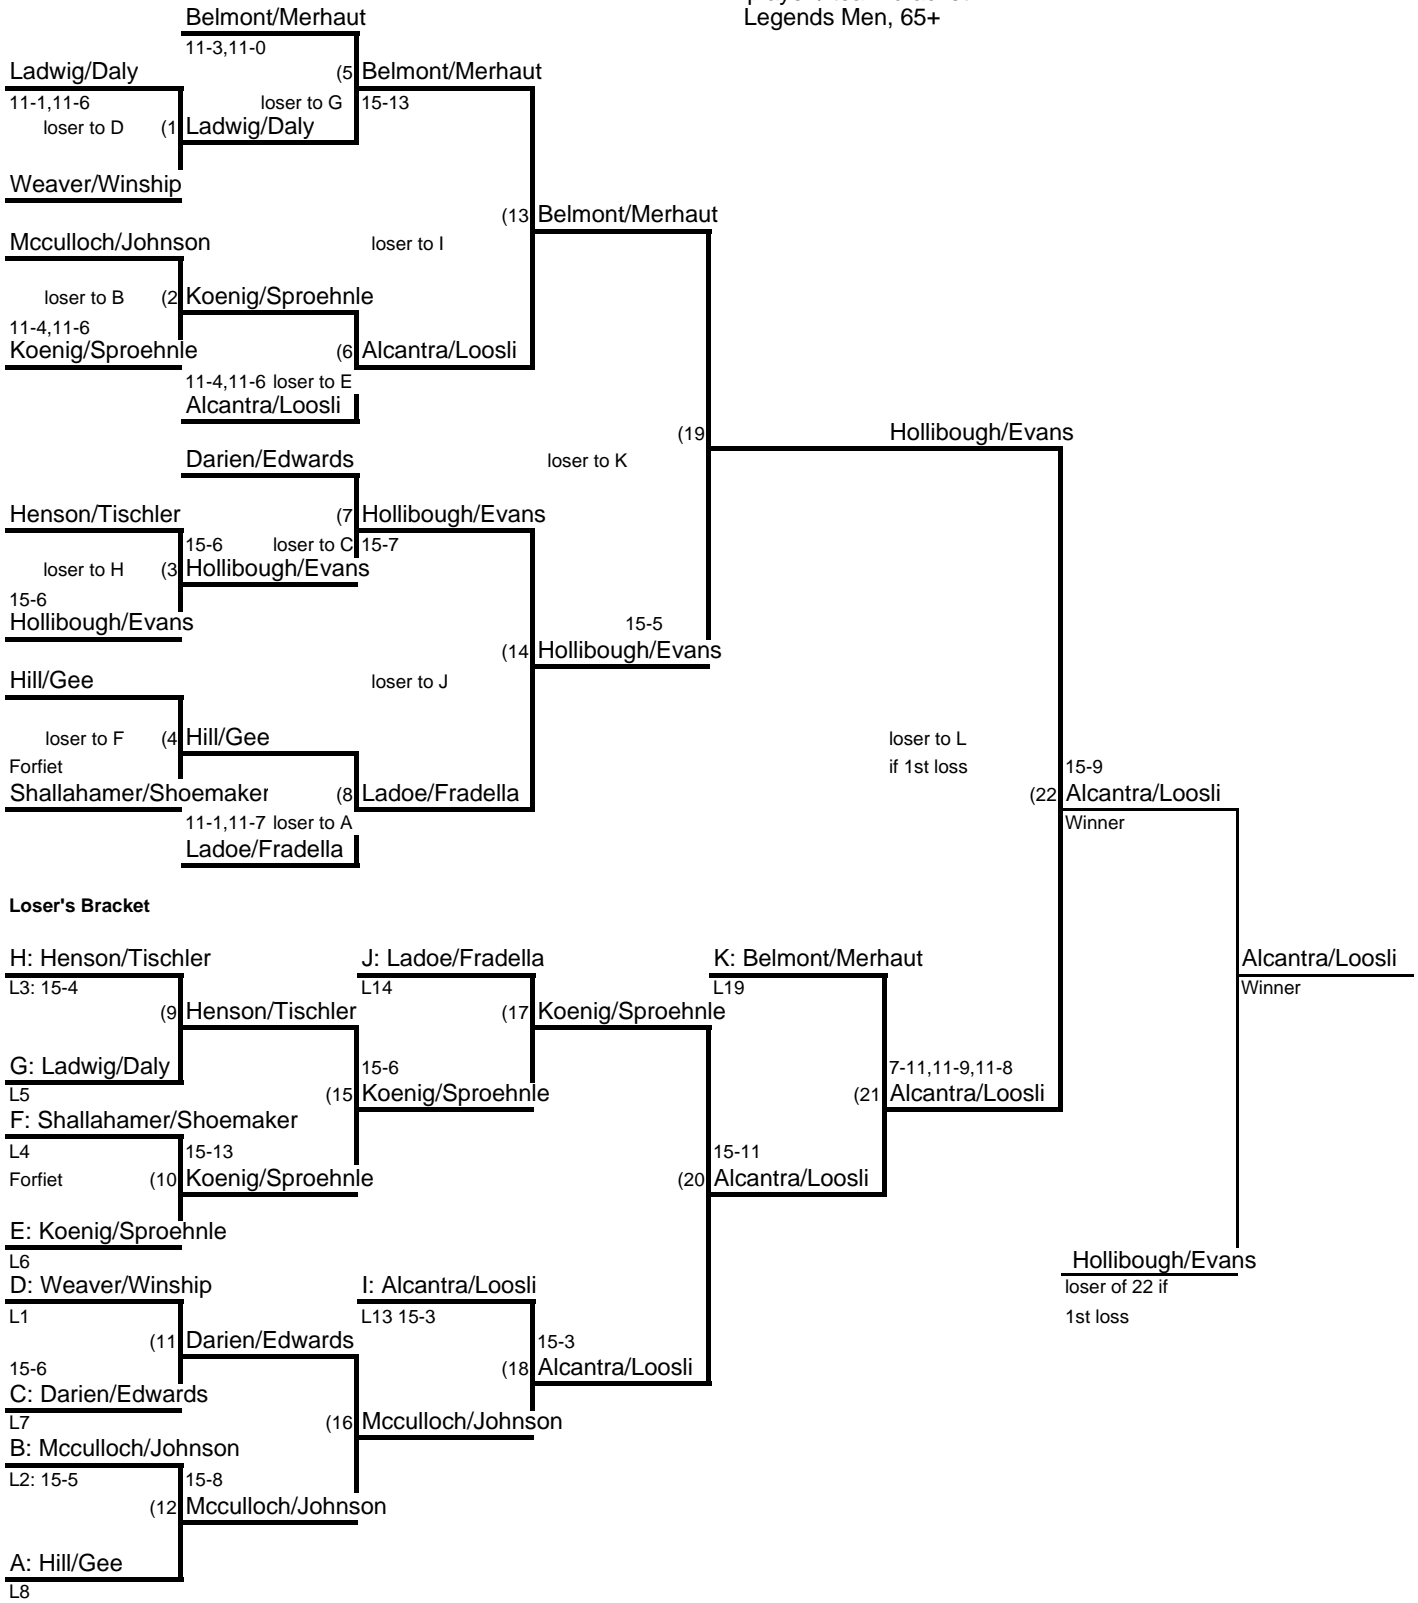 Legends Men, 65+
Belmont/Merhaut
11-3,11-0
Ladwig/Daly
(5
Belmont/Merhaut
11-1,11-6
loser to G
15-13
loser to D
(1
Ladwig/Daly
Weaver/Winship
(13
Belmont/Merhaut
Mcculloch/Johnson
loser to I
loser to B
(2
Koenig/Sproehnle
11-4,11-6
Koenig/Sproehnle
(6
Alcantra/Loosli
11-4,11-6 loser to E
Alcantra/Loosli
(19
Hollibough/Evans
Darien/Edwards
loser to K
Henson/Tischler
(7
Hollibough/Evans
15-6
loser to C
15-7
loser to H
(3
Hollibough/Evans
15-6
Hollibough/Evans
15-5
(14
Hollibough/Evans
Hill/Gee
loser to J
loser to F
(4
Hill/Gee
loser to L
Forfiet
if 1st loss
15-9
Shallahamer/Shoemaker
(8
Ladoe/Fradella
(22
Alcantra/Loosli
11-1,11-7 loser to A
Winner
Ladoe/Fradella
Loser's Bracket
H: Henson/Tischler
J: Ladoe/Fradella
K: Belmont/Merhaut
Alcantra/Loosli
L3: 15-4
L14
L19
Winner
(9
Henson/Tischler
(17
Koenig/Sproehnle
G: Ladwig/Daly
15-6
7-11,11-9,11-8
L5
(15
Koenig/Sproehnle
(21
Alcantra/Loosli
F: Shallahamer/Shoemaker
L4
15-13
15-11
Forfiet
(10
Koenig/Sproehnle
(20
Alcantra/Loosli
E: Koenig/Sproehnle
L6
Hollibough/Evans
D: Weaver/Winship
I: Alcantra/Loosli
loser of 22 if
L1
L13 15-3
1st loss
(11
Darien/Edwards
15-3
15-6
(18
Alcantra/Loosli
C: Darien/Edwards
L7
(16
Mcculloch/Johnson
B: Mcculloch/Johnson
L2: 15-5
15-8
(12
Mcculloch/Johnson
A: Hill/Gee
L8